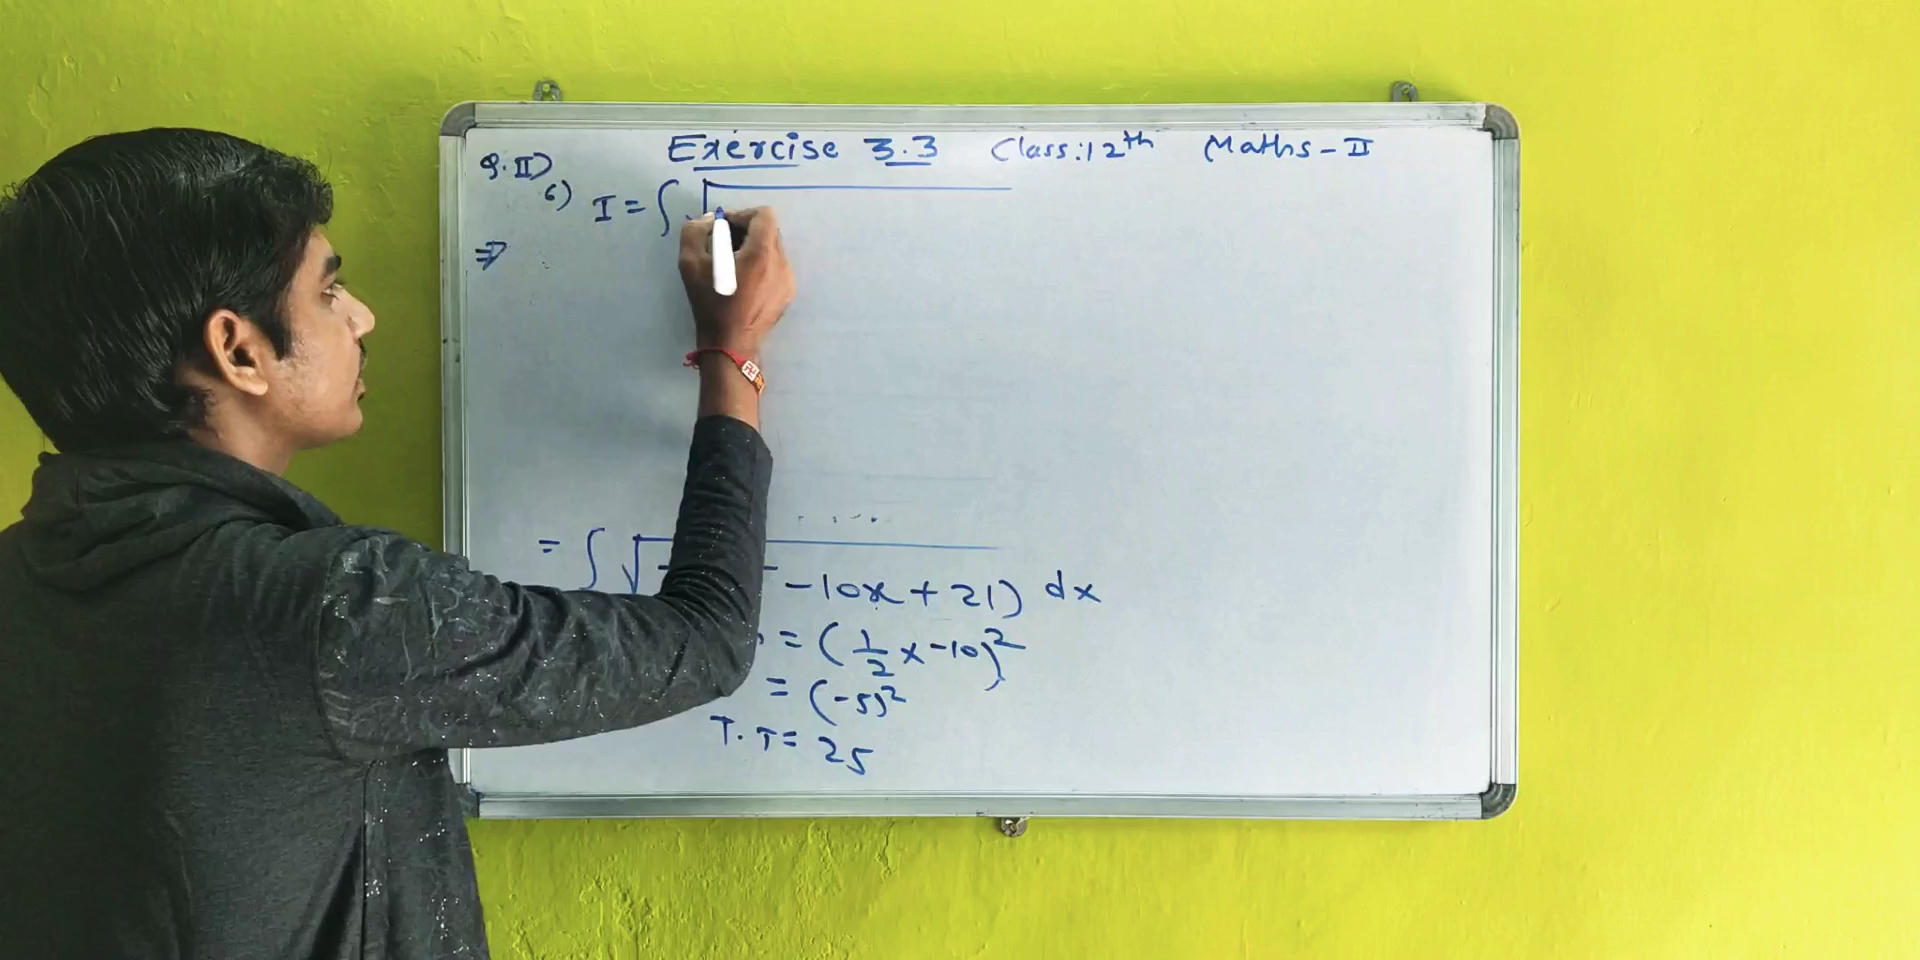 Exercise 3.3 Class:12th Maths-II
Q.II)
6) I = ∫ √
⇒
= ∫ √ -10x + 21) dx
= (1/2 x -10)²
= (-5)²
T.T = 25